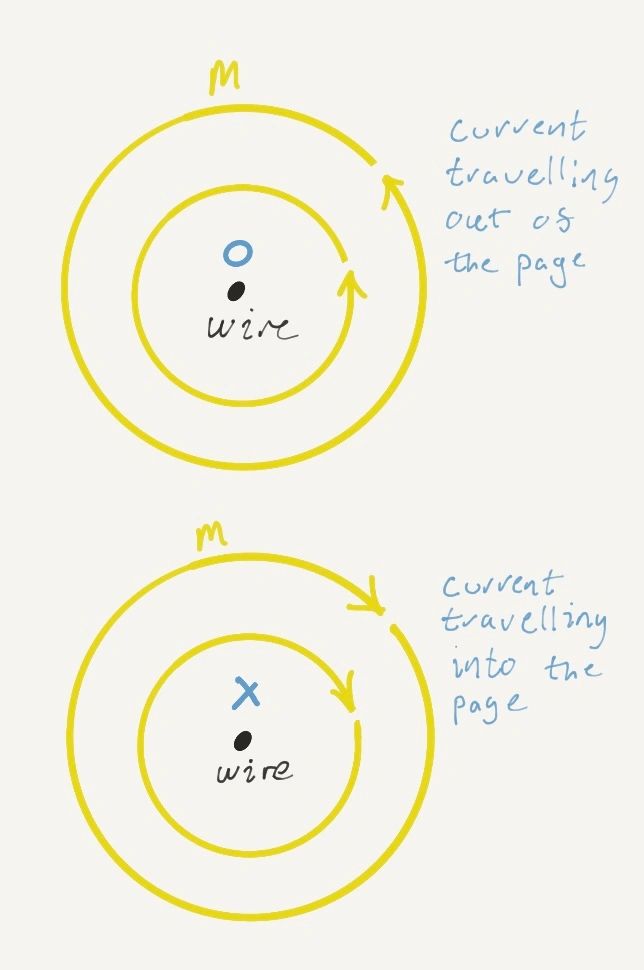 M
current
travelling
out of
the page
O
wire
M
current
travelling
into the
page
X
wire